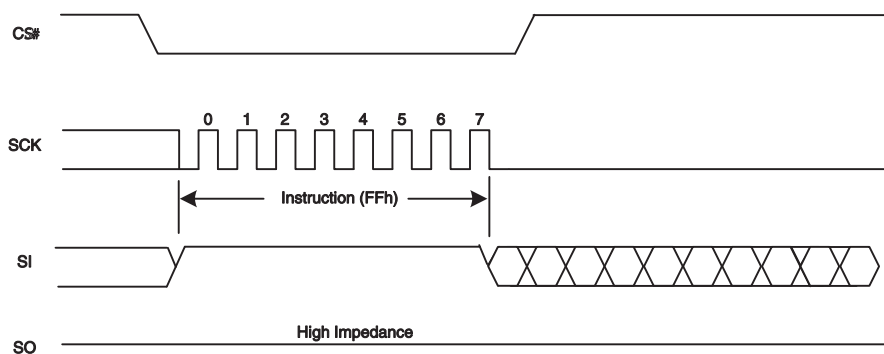 CS#
0 1 2 3 4 5 6 7
SCK
Instruction (FFh)
SI
High Impedance
SO